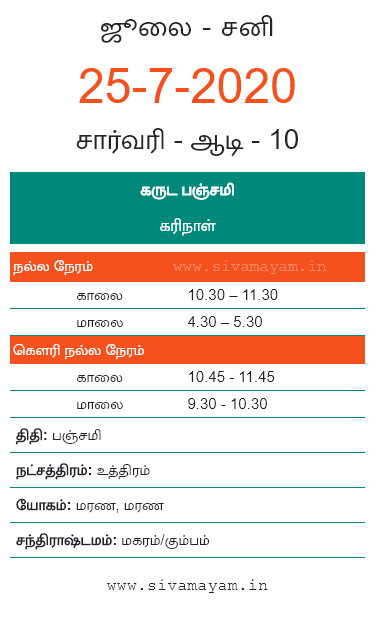 ஜூலை - சனி
25-7-2020
சார்வரி - ஆடி - 10
கருட பஞ்சமி
கரிநாள்
நல்ல நேரம் www.sivamayam.in
காலை 10.30 – 11.30
மாலை 4.30 – 5.30
கௌரி நல்ல நேரம்
காலை 10.45 - 11.45
மாலை 9.30 - 10.30
திதி: பஞ்சமி
நட்சத்திரம்: உத்திரம்
யோகம்: மரண, மரண
சந்திராஷ்டமம்: மகரம்/கும்பம்
www.sivamayam.in